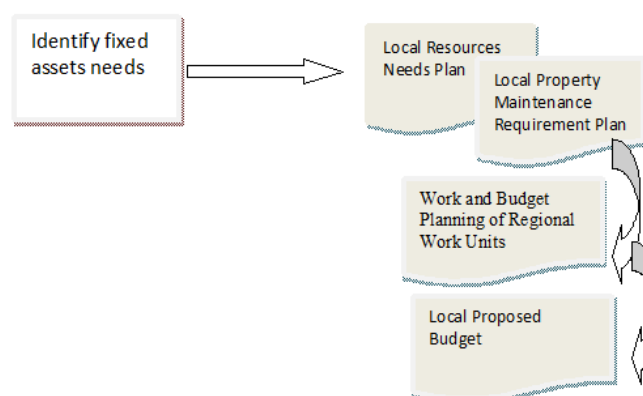 Identify fixed
assets needs
Local Resources
Needs Plan
Local Property
Maintenance
Requirement Plan
Work and Budget
Planning of Regional
Work Units
Local Proposed
Budget